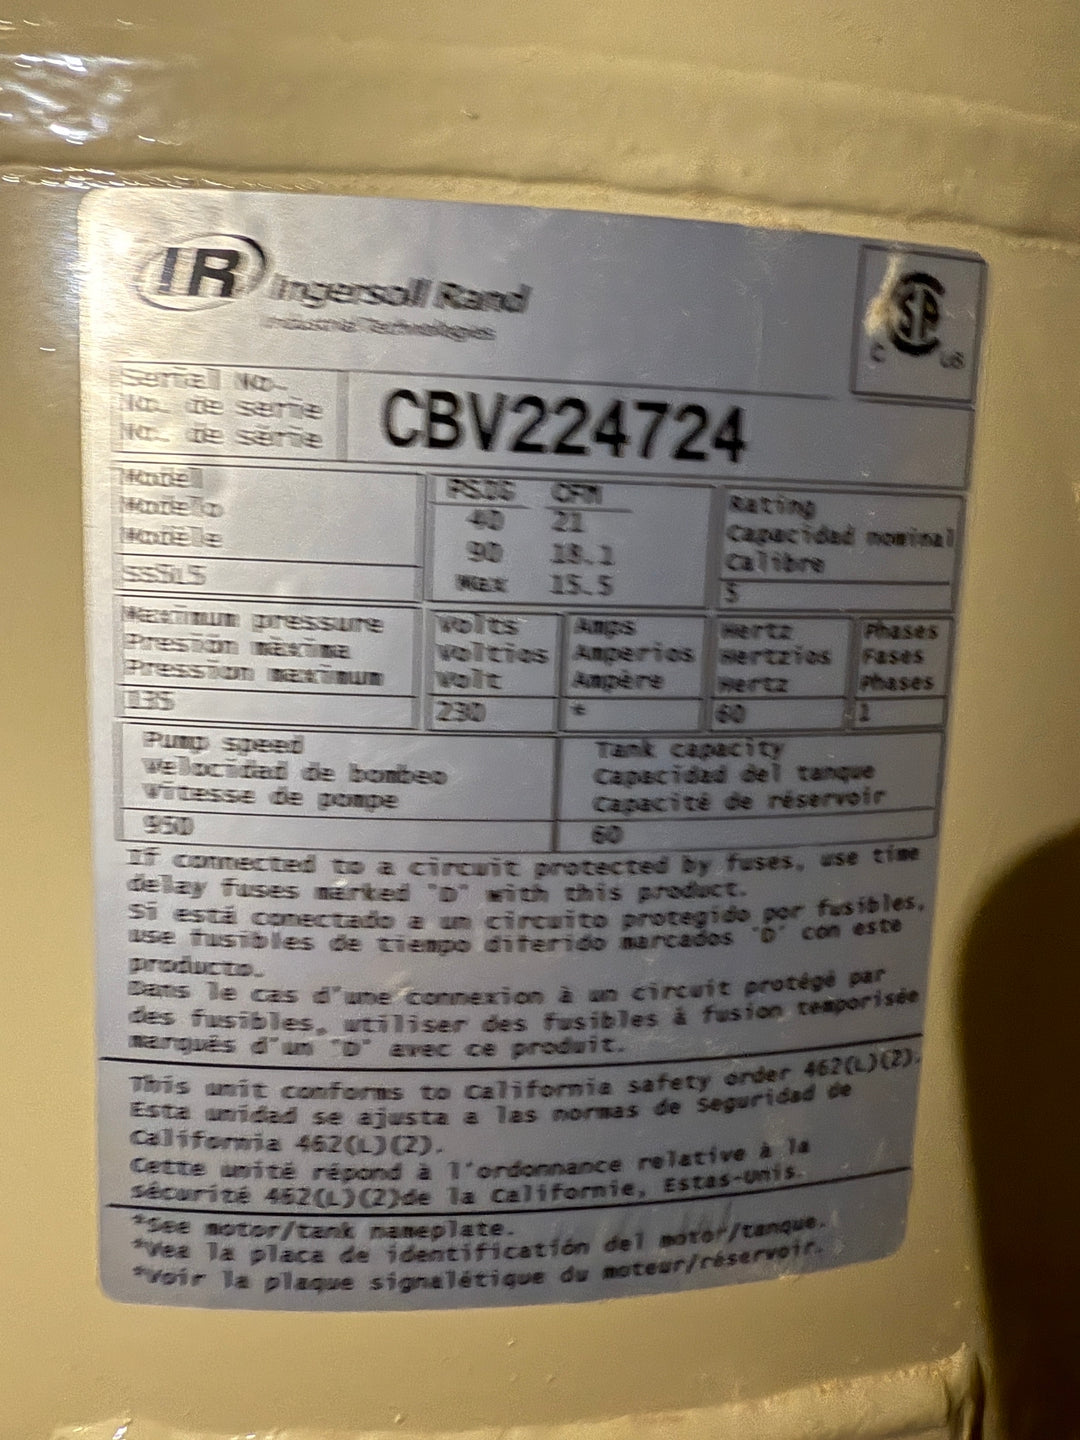 IR Ingersoll Rand
Industrial Technologies
C US
Serial No.
No. de serie
No. de série
CBV224724
Model
Modelo
Modèle
SS5L5
PSIG CFM
40 21
90 18.1
Max 15.5
Rating
Capacidad nominal
Calibre
5
Maximum pressure
Presión máxima
Pression maximum
135
Volts
Voltios
Volt
230
Amps
Amperios
Ampère
*
Hertz
Hertzios
Hertz
60
Phases
Fases
Phases
1
Pump speed
Velocidad de bombeo
Vitesse de pompe
950
Tank capacity
Capacidad del tanque
Capacité de réservoir
60
If connected to a circuit protected by fuses, use time
delay fuses marked "D" with this product.
Si está conectado a un circuito protegido por fusibles,
use fusibles de tiempo diferido marcados "D" con este
producto.
Dans le cas d'une connexion à un circuit protégé par
des fusibles, utiliser des fusibles à fusion temporisée
marqués d'un "D" avec ce produit.
This unit conforms to California safety order 462(L)(2).
Esta unidad se ajusta a las normas de Seguridad de
California 462(L)(2).
Cette unité répond à l'ordonnance relative à la
sécurité 462(L)(2)de la Californie, Estas-Unis.
*See motor/tank nameplate.
*Vea la placa de identificatión del motor/tanque.
*Voir la plaque signalétique du moteur/réservoir.